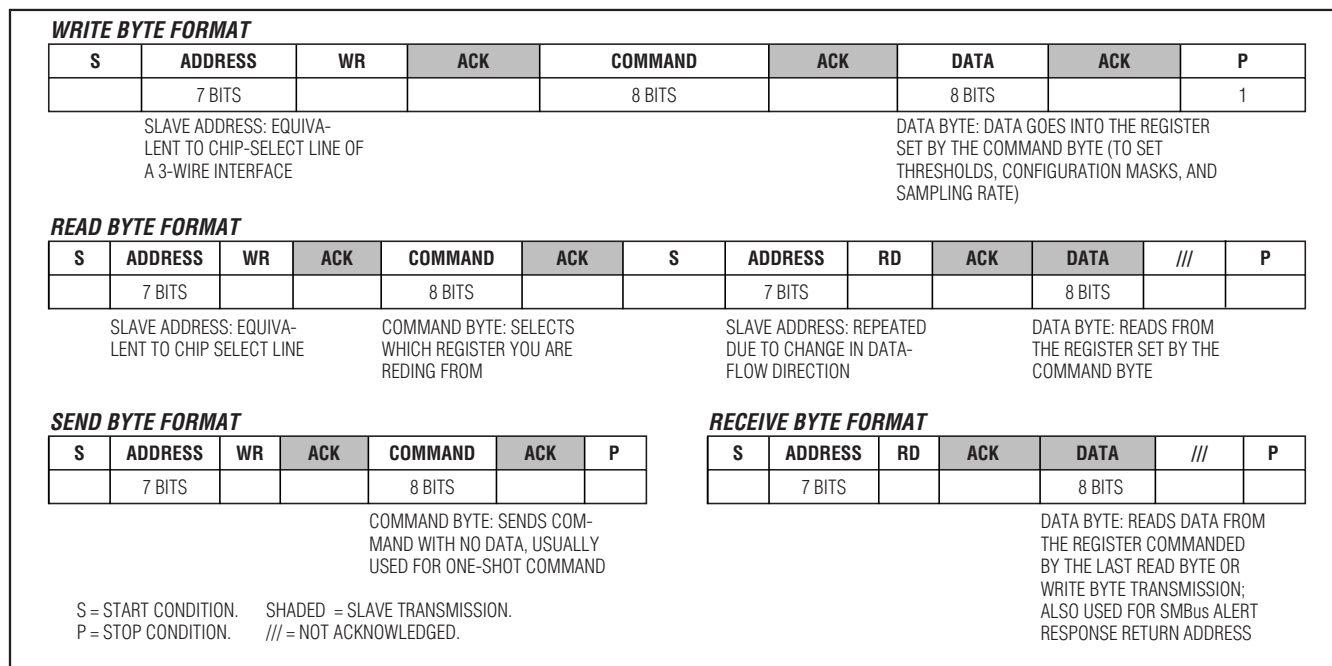 WRITE BYTE FORMAT
S ADDRESS WR ACK COMMAND ACK DATA ACK P
7 BITS 8 BITS 8 BITS 1
SLAVE ADDRESS: EQUIVA-
LENT TO CHIP-SELECT LINE OF
A 3-WIRE INTERFACE
DATA BYTE: DATA GOES INTO THE REGISTER
SET BY THE COMMAND BYTE (TO SET
THRESHOLDS, CONFIGURATION MASKS, AND
SAMPLING RATE)
READ BYTE FORMAT
S ADDRESS WR ACK COMMAND ACK S ADDRESS RD ACK DATA /// P
7 BITS 8 BITS 7 BITS 8 BITS
SLAVE ADDRESS: EQUIVA-
LENT TO CHIP SELECT LINE
COMMAND BYTE: SELECTS
WHICH REGISTER YOU ARE
REDING FROM
SLAVE ADDRESS: REPEATED
DUE TO CHANGE IN DATA-
FLOW DIRECTION
DATA BYTE: READS FROM
THE REGISTER SET BY THE
COMMAND BYTE
SEND BYTE FORMAT
S ADDRESS WR ACK COMMAND ACK P
7 BITS 8 BITS
COMMAND BYTE: SENDS COM-
MAND WITH NO DATA, USUALLY
USED FOR ONE-SHOT COMMAND
RECEIVE BYTE FORMAT
S ADDRESS RD ACK DATA /// P
7 BITS 8 BITS
DATA BYTE: READS DATA FROM
THE REGISTER COMMANDED
BY THE LAST READ BYTE OR
WRITE BYTE TRANSMISSION;
ALSO USED FOR SMBus ALERT
RESPONSE RETURN ADDRESS
S = START CONDITION. SHADED = SLAVE TRANSMISSION.
P = STOP CONDITION. /// = NOT ACKNOWLEDGED.